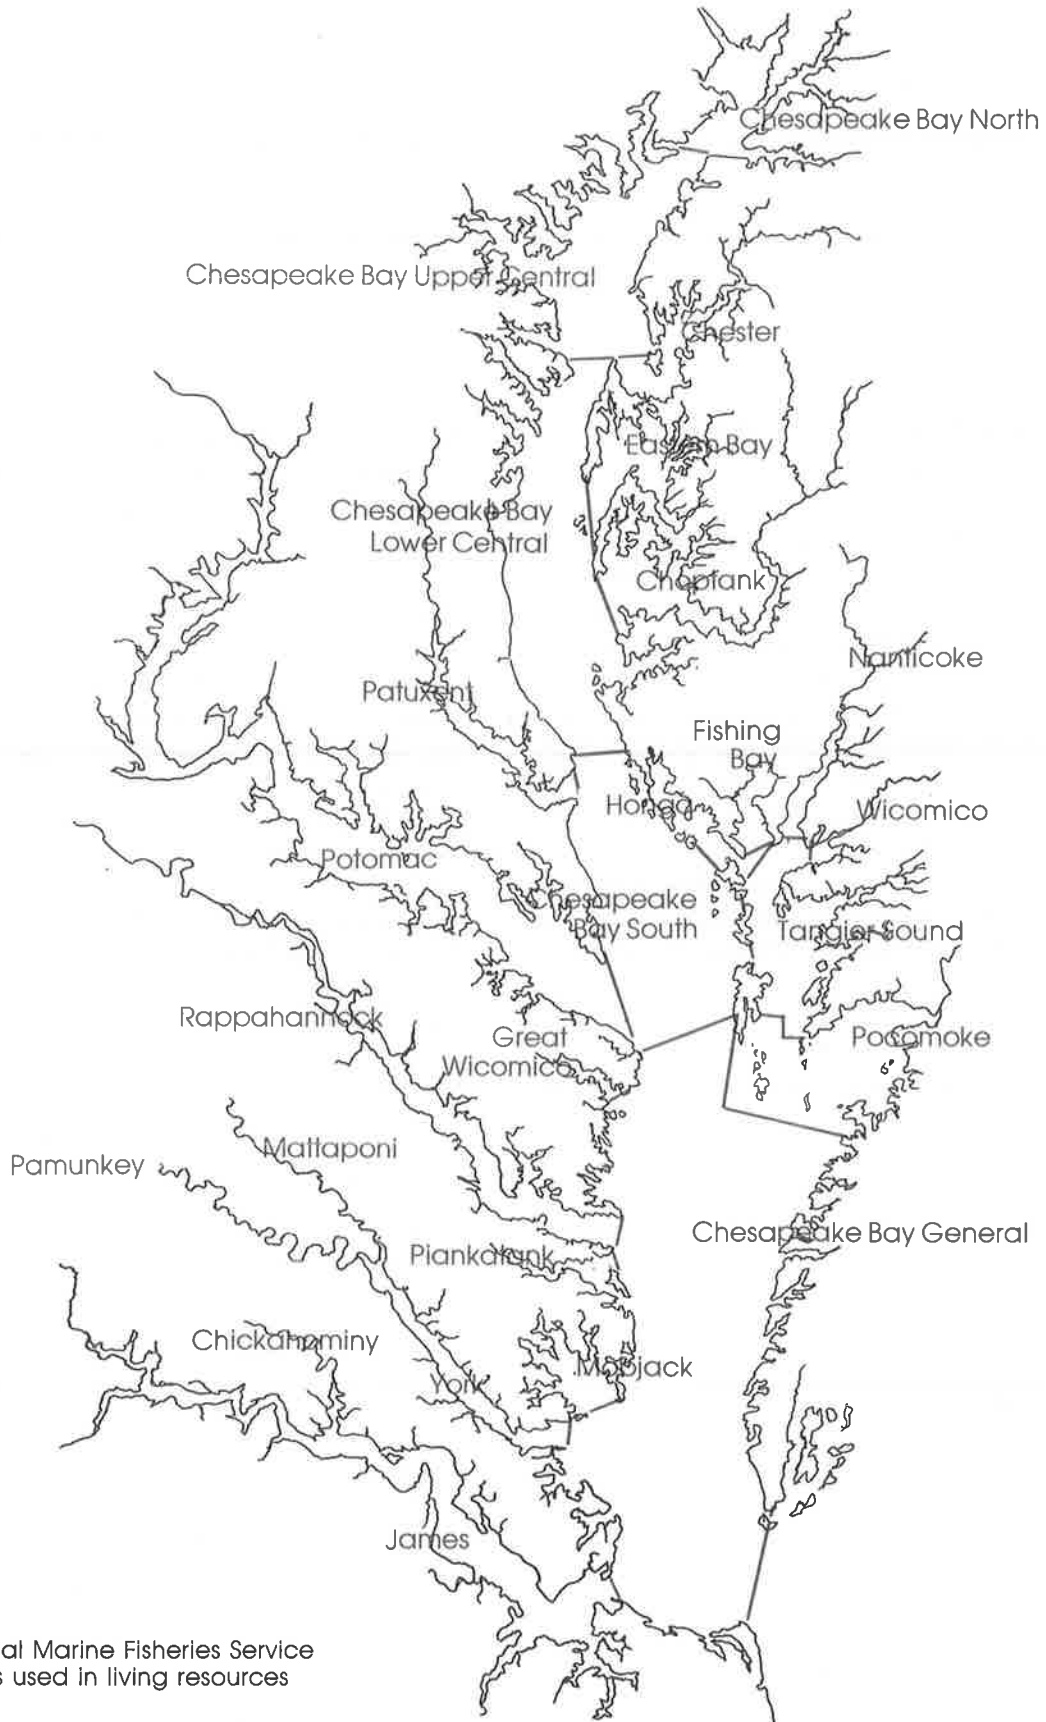 Chesapeake Bay North
Chesapeake Bay Upper Central
Chester
Eastern Bay
Chesapeake Bay
Lower Central
Choptank
Nanticoke
Patuxent
Fishing
Bay
Honga
Wicomico
Potomac
Chesapeake
Bay South
Tangier Sound
Rappahannock
Great
Wicomico
Pocomoke
Mattaponi
Pamunkey
Chesapeake Bay General
Piankatank
Chickahominy
Mobjack
York
James
al Marine Fisheries Service
s used in living resources